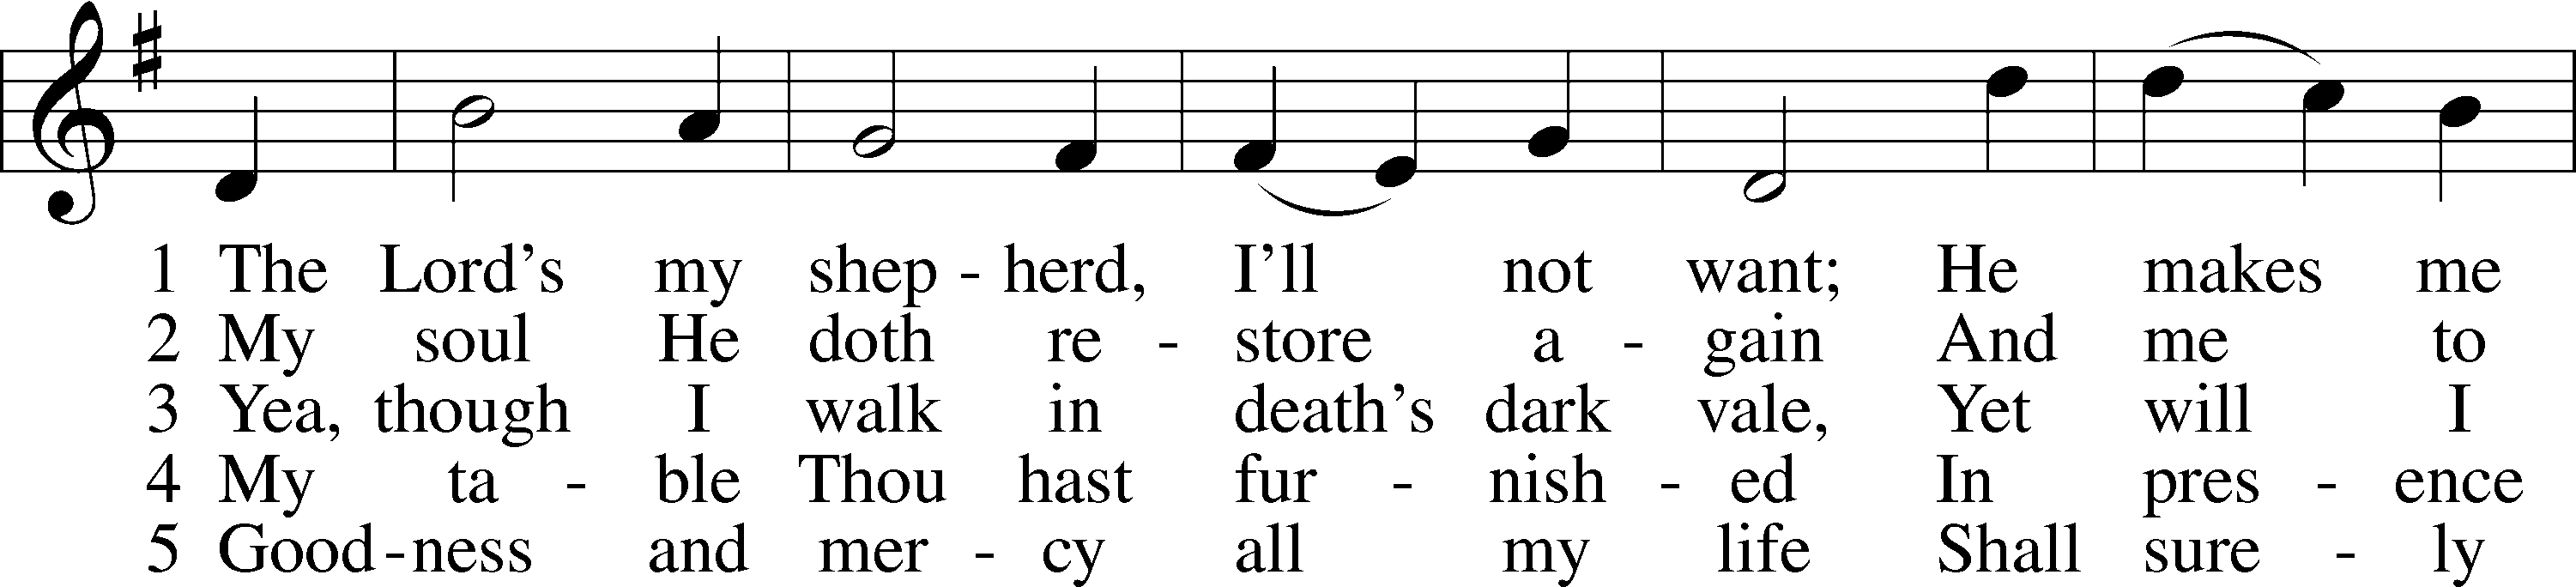 1 The Lord’s my shep - herd, I’ll not want; He makes me
2 My soul He doth re - store a - gain And me to
3 Yea, though I walk in death’s dark vale, Yet will I
4 My ta - ble Thou hast fur - nish - ed In pres - ence
5 Good - ness and mer - cy all my life Shall sure - ly